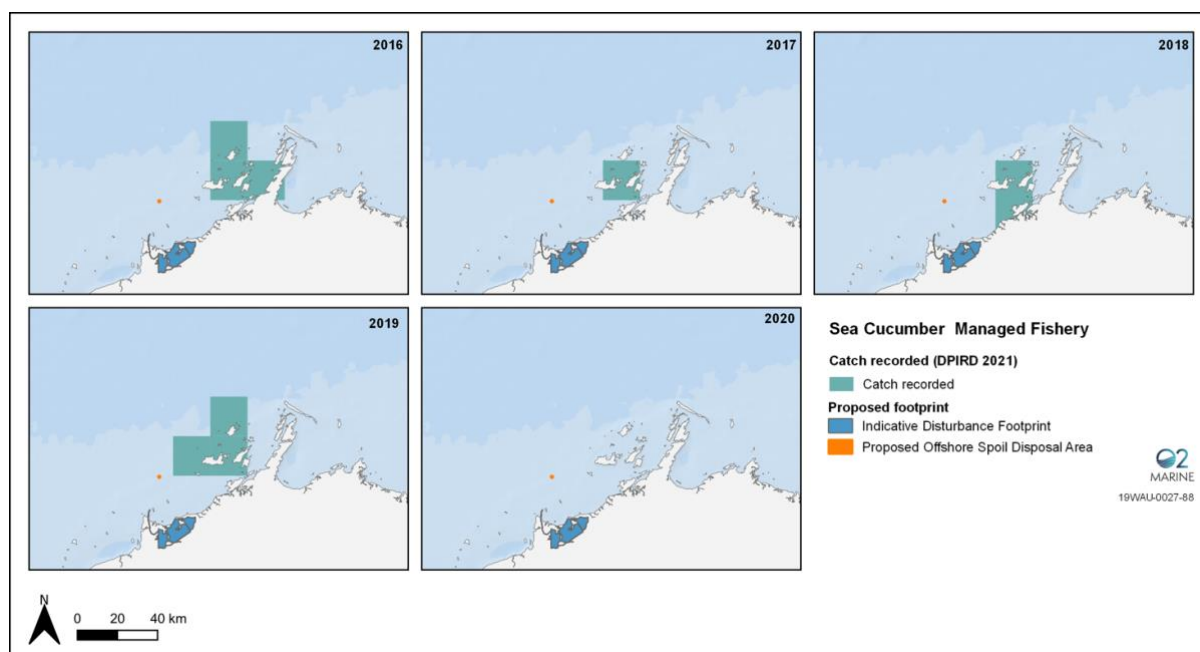 2016
2017
2018
2019
2020
Sea Cucumber Managed Fishery
Catch recorded (DPIRD 2021)
Catch recorded
Proposed footprint
Indicative Disturbance Footprint
Proposed Offshore Spoil Disposal Area
O2
MARINE
19WAU-0027-88
N
0 20 40 km